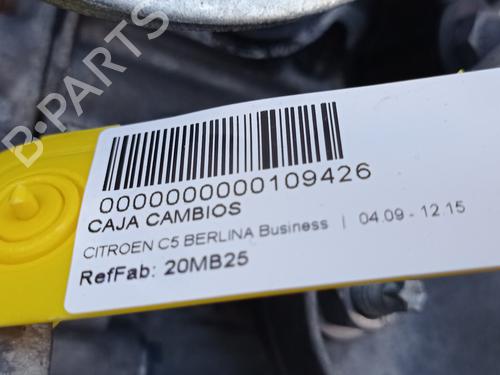 0000000000109426
CAJA CAMBIOS
CITROEN C5 BERLINA Business | 04.09 - 12.15
RefFab: 20MB25
B-PARTS